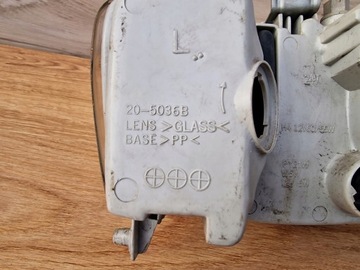 L
20-5036B
LENS >GLASS<
BASE >PP<